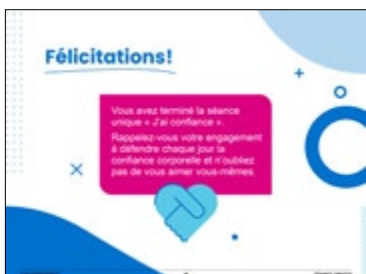 Félicitations!
Vous avez terminé la séance
unique « J'ai confiance ».
Rappelez-vous votre engagement
à défendre chaque jour la
confiance corporelle et n'oubliez
pas de vous aimer vous-mêmes.